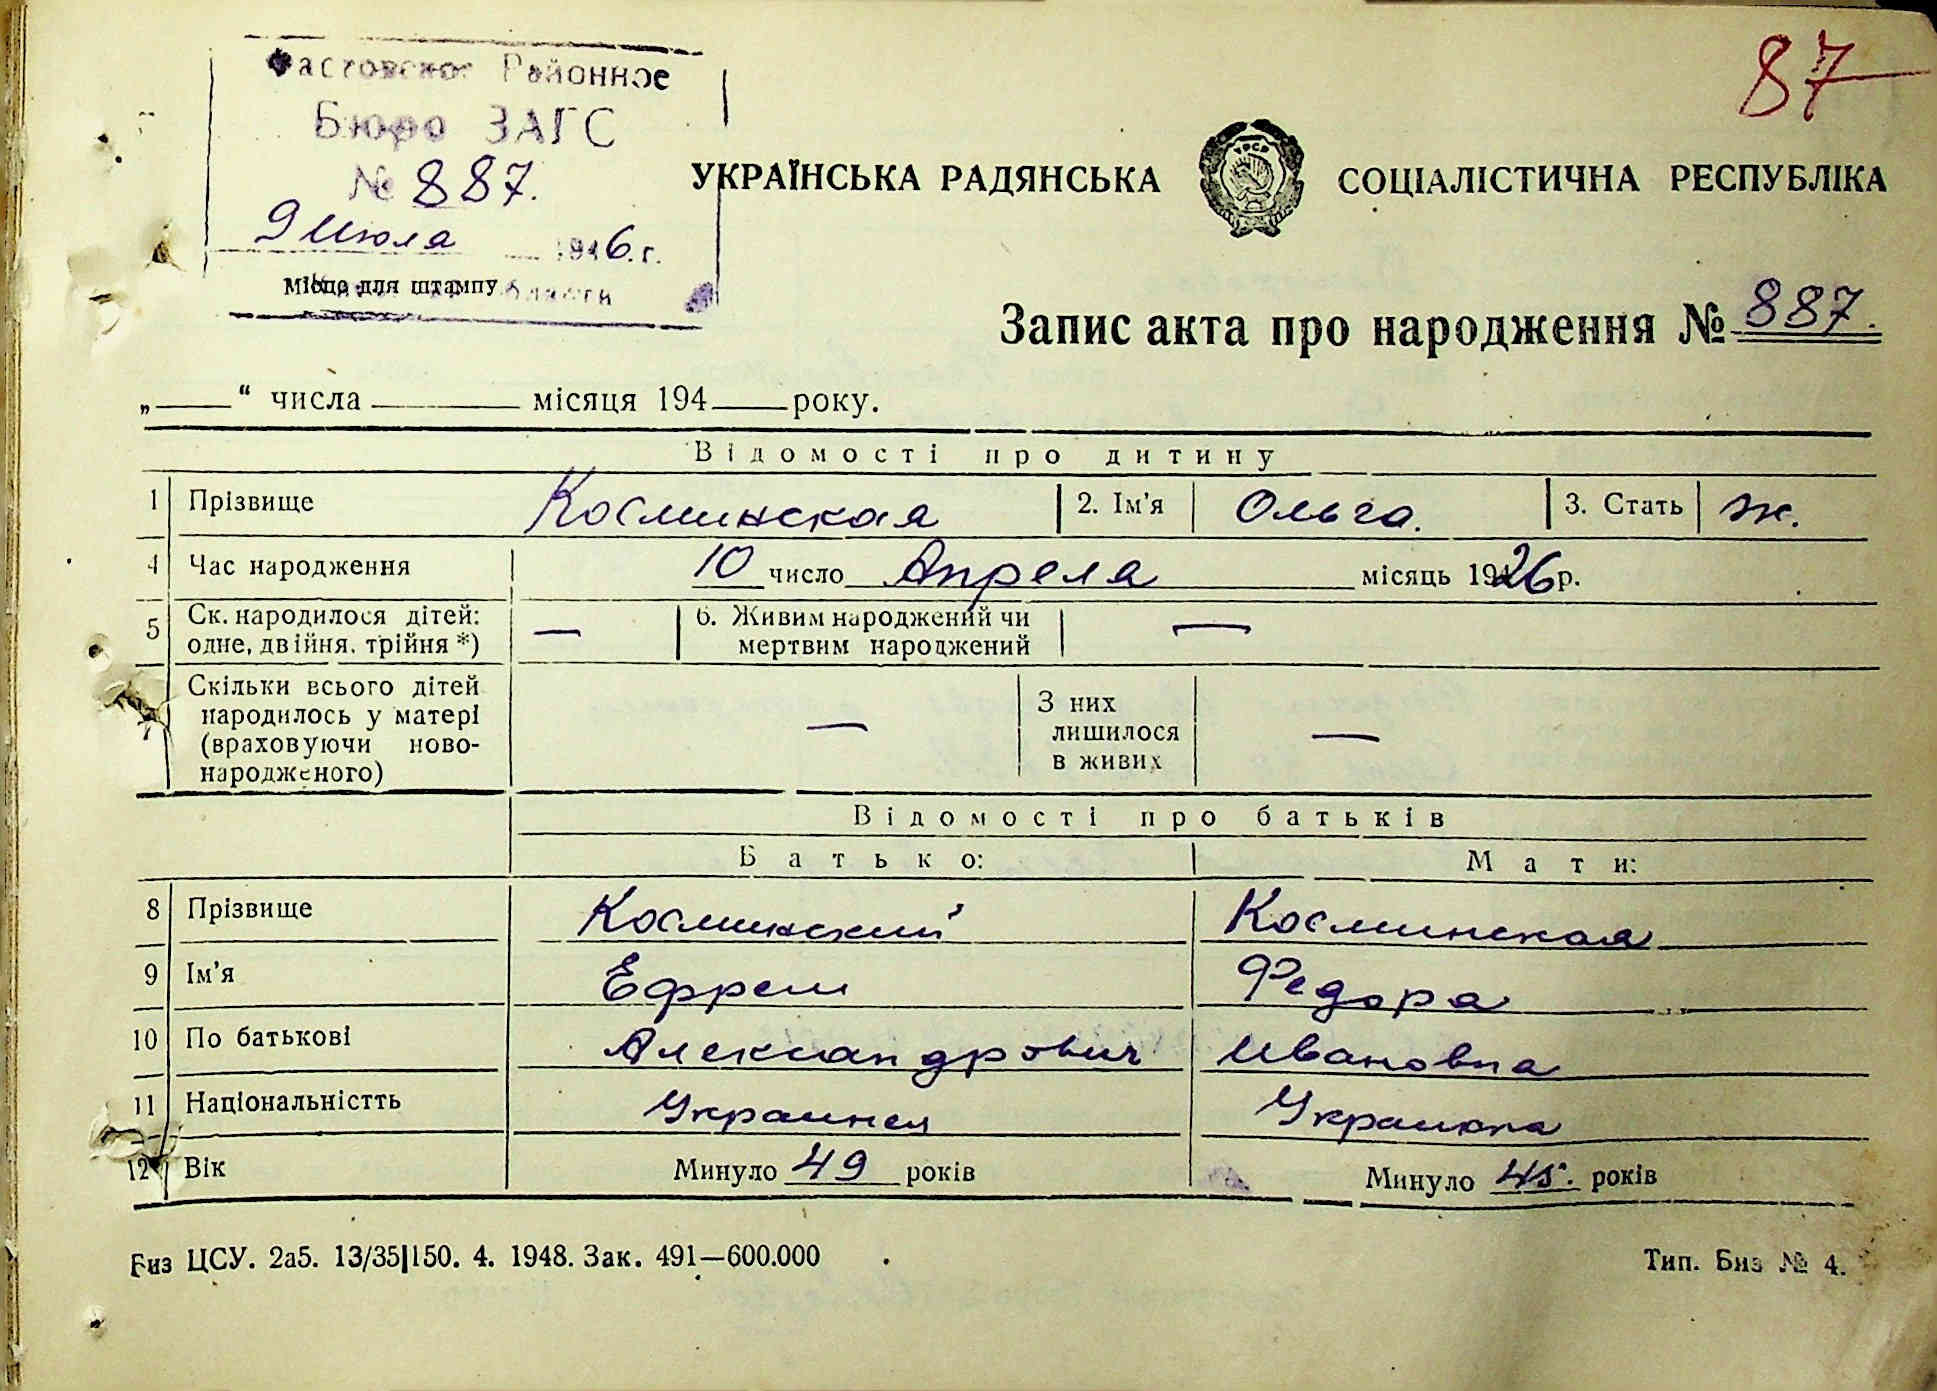 87
Фастовское Районное
Бюро ЗАГС
№ 887.
9 Июля 1946 г.
Місце для штампу области
УКРАЇНСЬКА РАДЯНСЬКА СОЦІАЛІСТИЧНА РЕСПУБЛІКА
УРСР
Запис акта про народження № 887.
„ “ числа місяця 194 року.
Відомості про дитину
1 Прізвище Косминская 2. Ім'я Ольга. 3. Стать ж.
4 Час народження 10 число Апреля місяць 1926 р.
5 Ск. народилося дітей: одне, двійня, трійня *) — 6. Живим народжений чи мертвим народжений —
Скільки всього дітей народилось у матері (враховуючи ново-народженого) — З них лишилося в живих —
Відомості про батьків
Батько: Мати:
8 Прізвище Косминский Косминская
9 Ім'я Ефрем Федора
10 По батькові Александрович Ивановна
11 Національністть Украинец Украинка
12 Вік Минуло 49 років Минуло 45. років
Биз ЦСУ. 2а5. 13/35|150. 4. 1948. Зак. 491—600.000 Тип. Биз № 4.